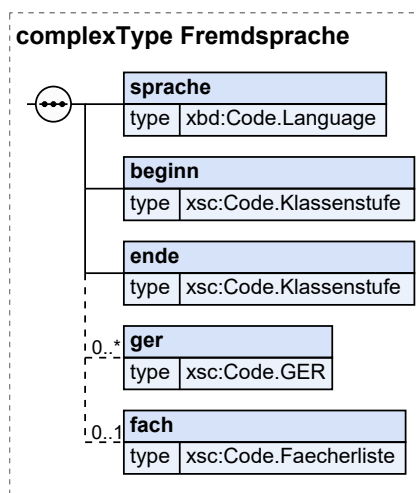 complexType Fremdsprache
sprache
type xbd:Code.Language
beginn
type xsc:Code.Klassenstufe
ende
type xsc:Code.Klassenstufe
0..* ger
type xsc:Code.GER
0..1 fach
type xsc:Code.Faecherliste